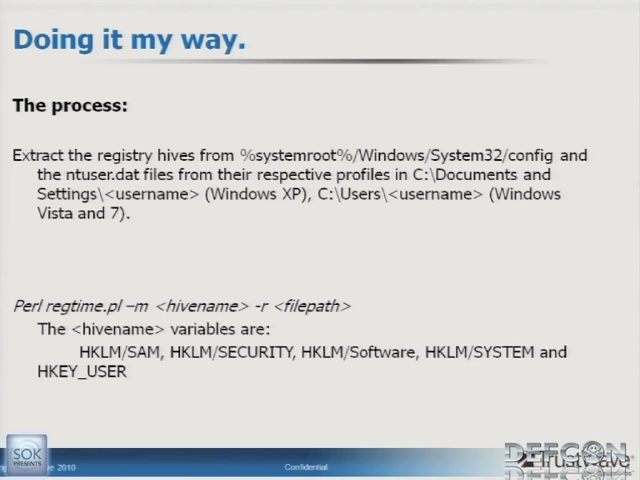 Doing it my way.
The process:
Extract the registry hives from %systemroot%/Windows/System32/config and
the ntuser.dat files from their respective profiles in C:\Documents and
Settings\<username> (Windows XP), C:\Users\<username> (Windows
Vista and 7).
Perl regtime.pl –m <hivename> -r <filepath>
The <hivename> variables are:
HKLM/SAM, HKLM/SECURITY, HKLM/Software, HKLM/SYSTEM and
HKEY_USER
SOK
PRESENTS
2010
Confidential
DEFCON
Trustwave